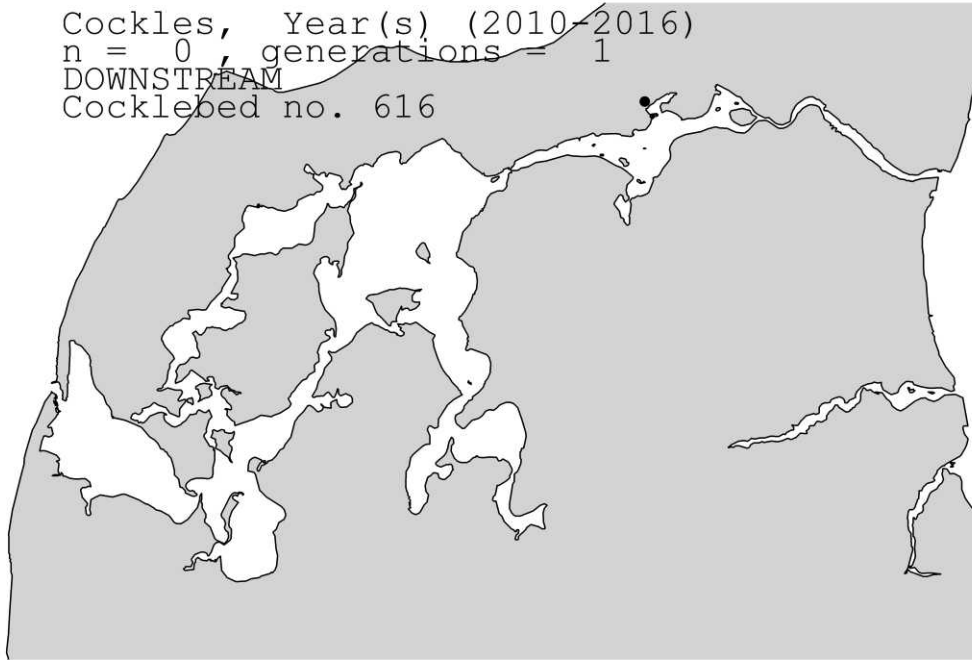 Cockles, Year(s) (2010-2016)
n = 0 , generations = 1
DOWNSTREAM
Cocklebed no. 616